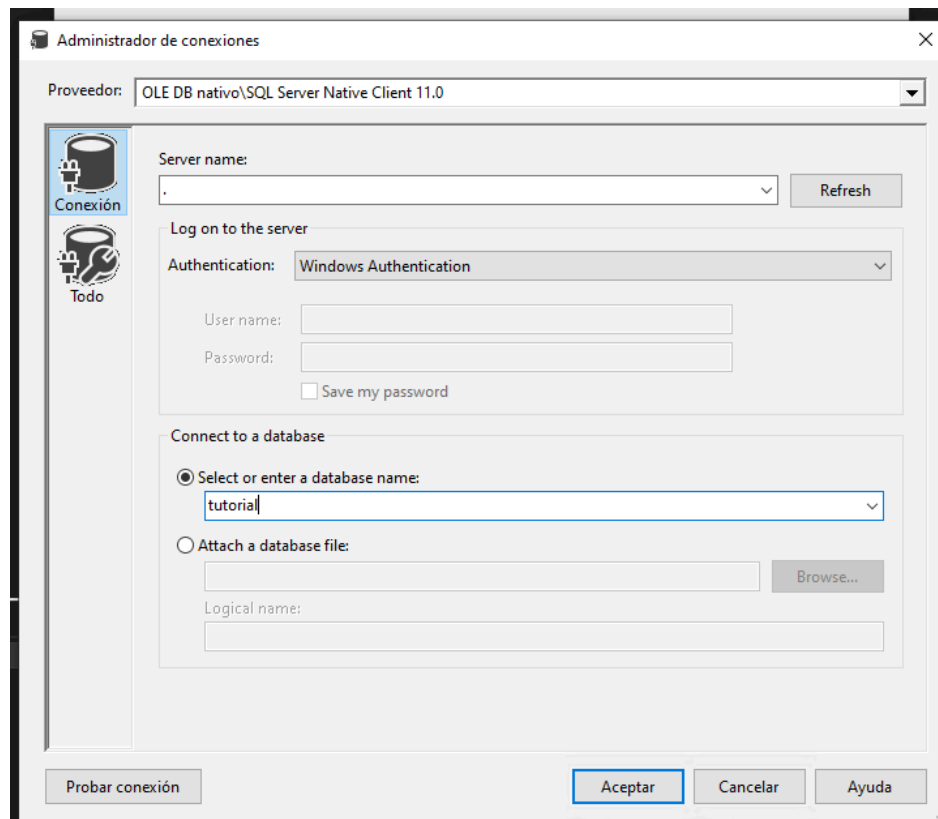 Administrador de conexiones
Proveedor: OLE DB nativo\SQL Server Native Client 11.0
Conexión
Todo
Server name:
.
Refresh
Log on to the server
Authentication: Windows Authentication
User name:
Password:
Save my password
Connect to a database
Select or enter a database name:
tutorial
Attach a database file:
Browse...
Logical name:
Probar conexión Aceptar Cancelar Ayuda